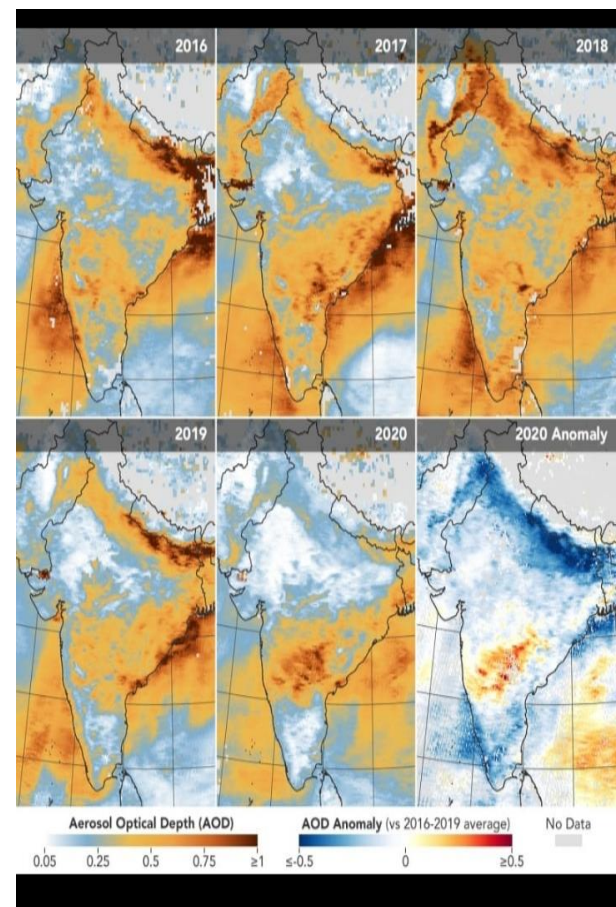 2016
2017
2018
2019
2020
2020 Anomaly
Aerosol Optical Depth (AOD)
0.05 0.25 0.5 0.75 ≥1
AOD Anomaly (vs 2016-2019 average)
≤-0.5 0 ≥0.5
No Data